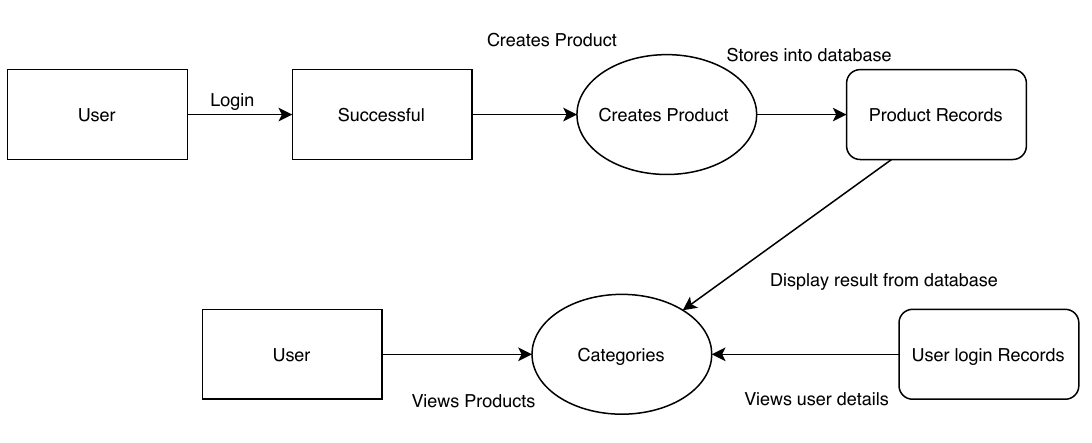 Creates Product
Stores into database
User
Login
Successful
Creates Product
Product Records
Display result from database
User
Categories
User login Records
Views Products
Views user details